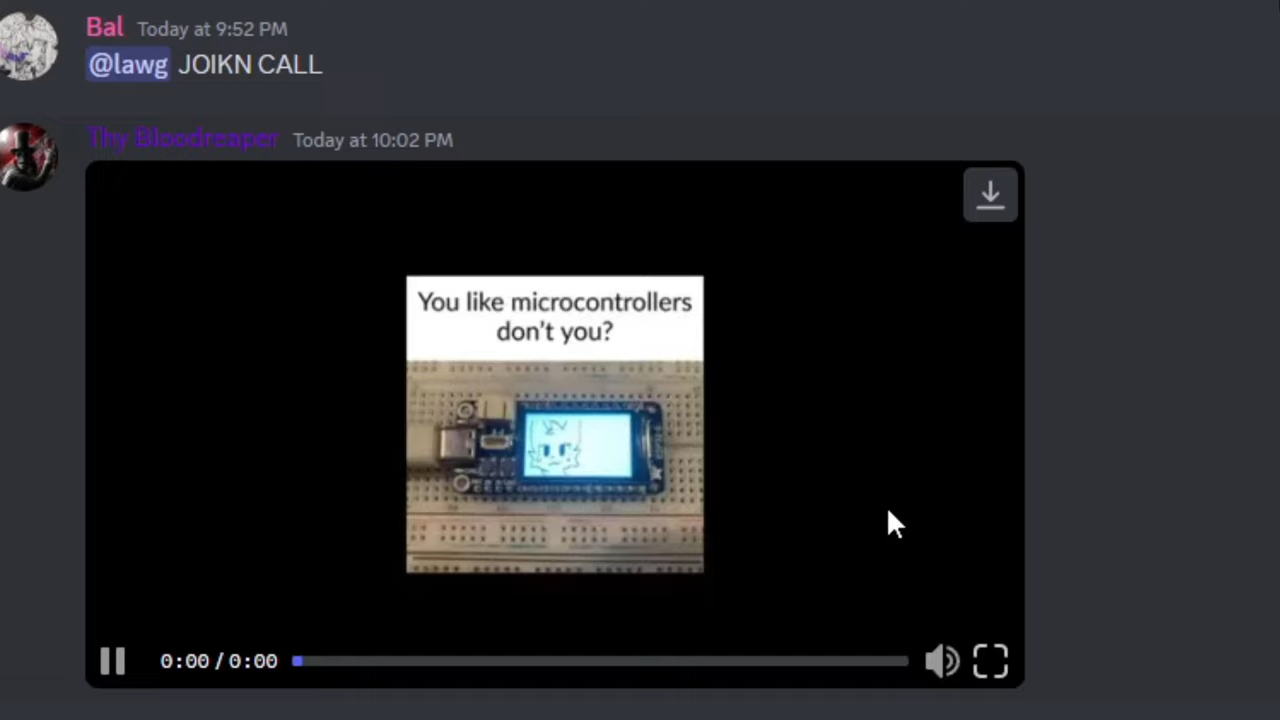 Bal Today at 9:52 PM
@lawg JOIKN CALL
Thy Bloodreaper Today at 10:02 PM
You like microcontrollers
don't you?
0:00 / 0:00